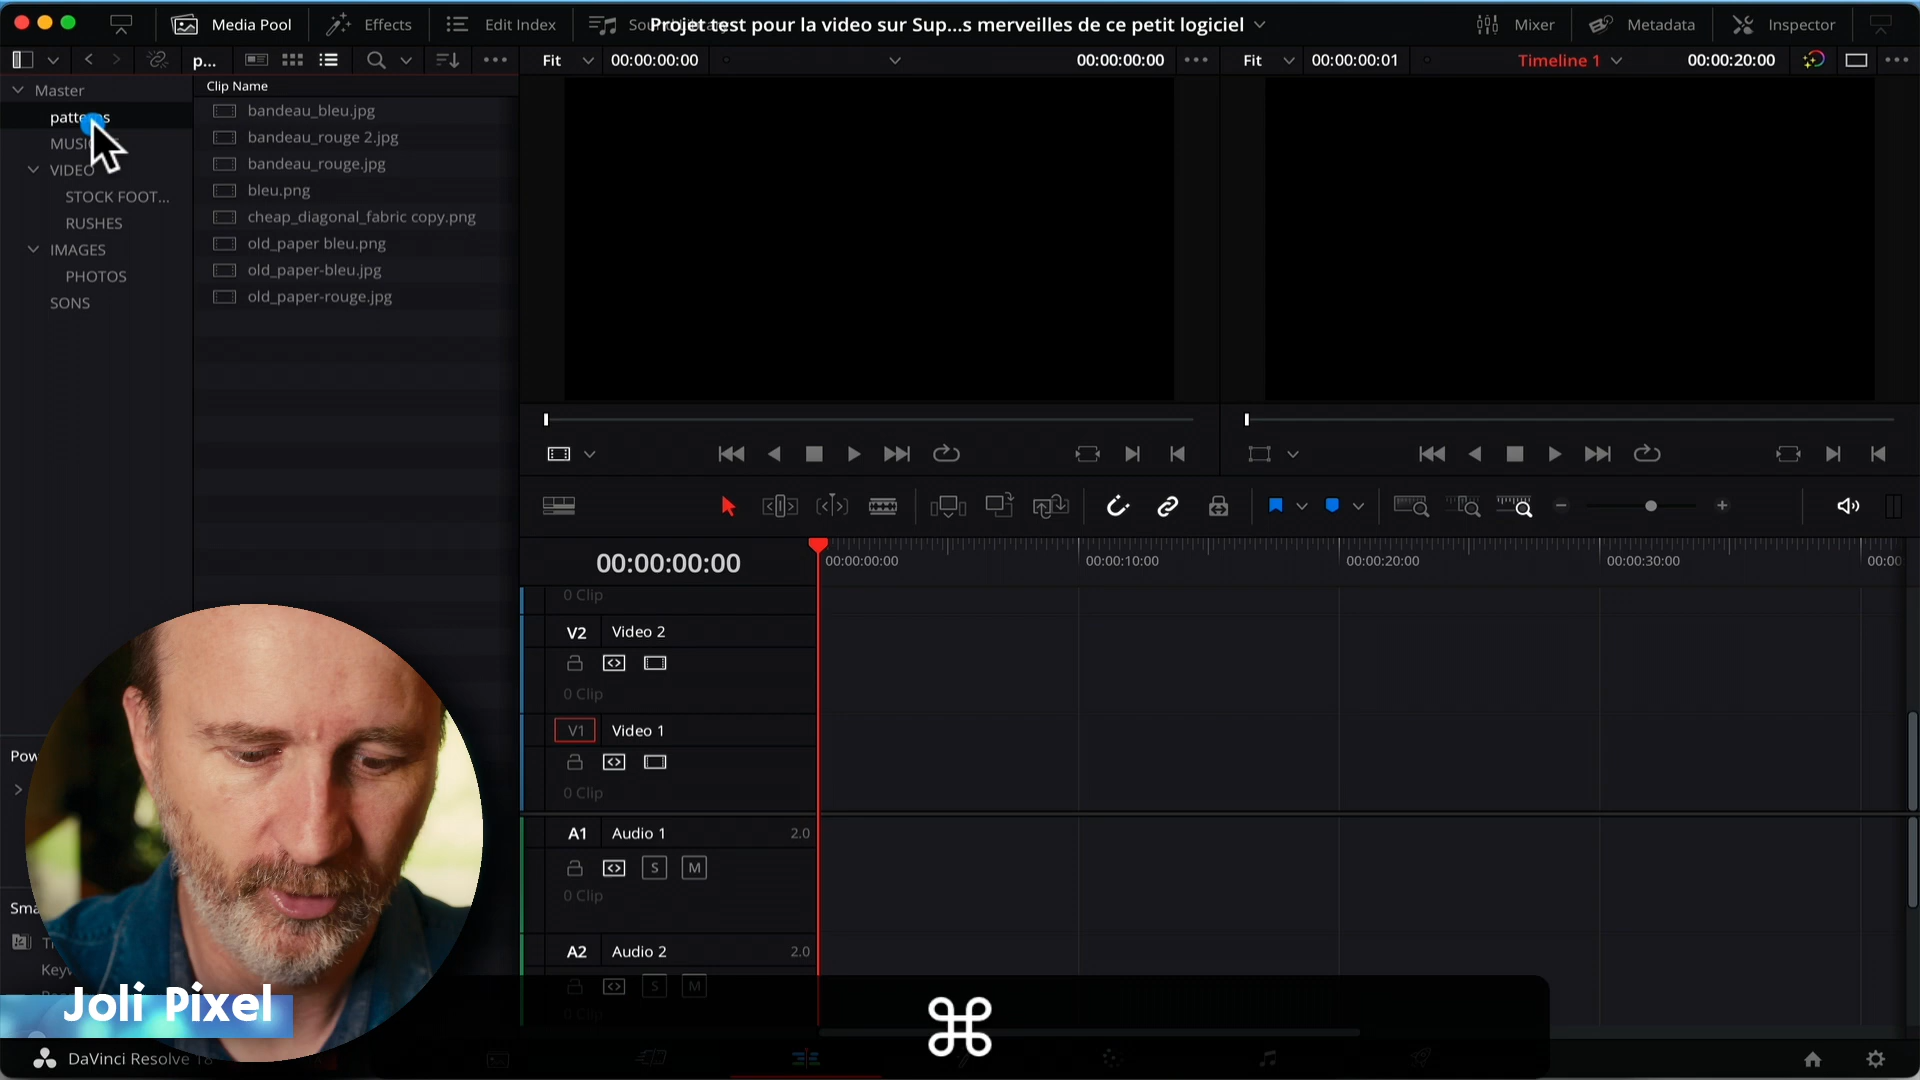 Media Pool
Effects
Edit Index
Projet test pour la video sur Sup...s merveilles de ce petit logiciel
Mixer
Metadata
Inspector
p...
Fit
00:00:00:00
00:00:00:00
Fit
00:00:00:01
Timeline 1
00:00:20:00
Master
Clip Name
VIDEO
STOCK FOOT...
RUSHES
IMAGES
PHOTOS
SONS
bandeau_bleu.jpg
bandeau_rouge 2.jpg
bandeau_rouge.jpg
bleu.png
cheap_diagonal_fabric copy.png
old_paper bleu.png
old_paper-bleu.jpg
old_paper-rouge.jpg
00:00:00:00
00:00:00:00
00:00:10:00
00:00:20:00
00:00:30:00
00:00
0 Clip
V2 Video 2
0 Clip
V1 Video 1
0 Clip
A1 Audio 1 2.0
S M
0 Clip
A2 Audio 2 2.0
S M
Joli Pixel
DaVinci Resolve